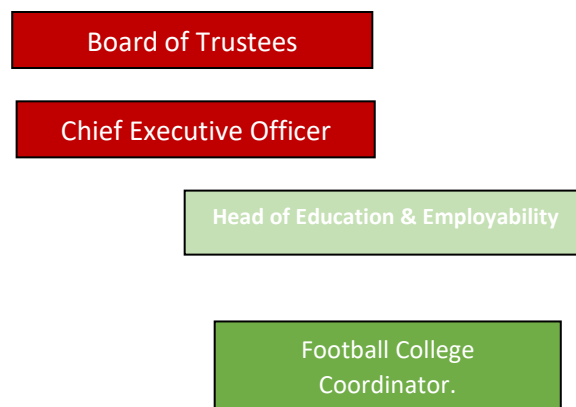 Board of Trustees
Chief Executive Officer
Head of Education & Employability
Football College
Coordinator.